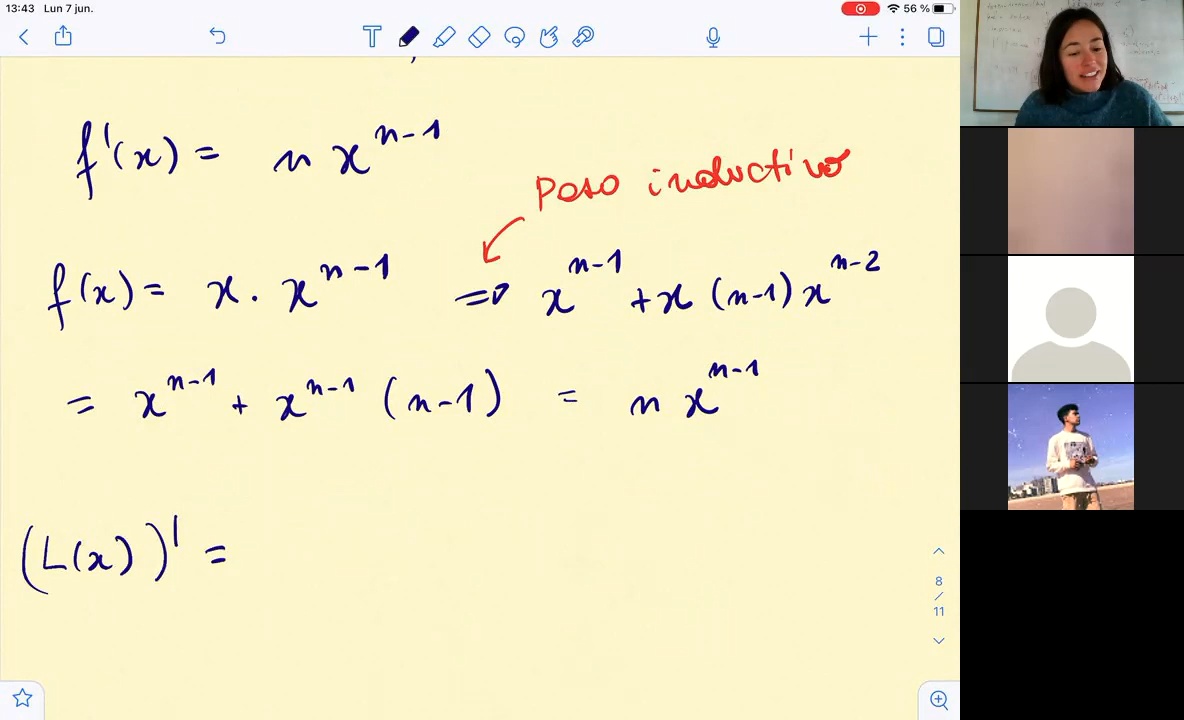 13:43 Lun 7 jun.
56 %
T
f'(x) = n x^{n-1}
Paso inductivo
f(x) = x · x^{n-1} => x^{n-1} + x (n-1) x^{n-2}
= x^{n-1} + x^{n-1} (n-1) = n x^{n-1}
(L(x))' =
8
/
11